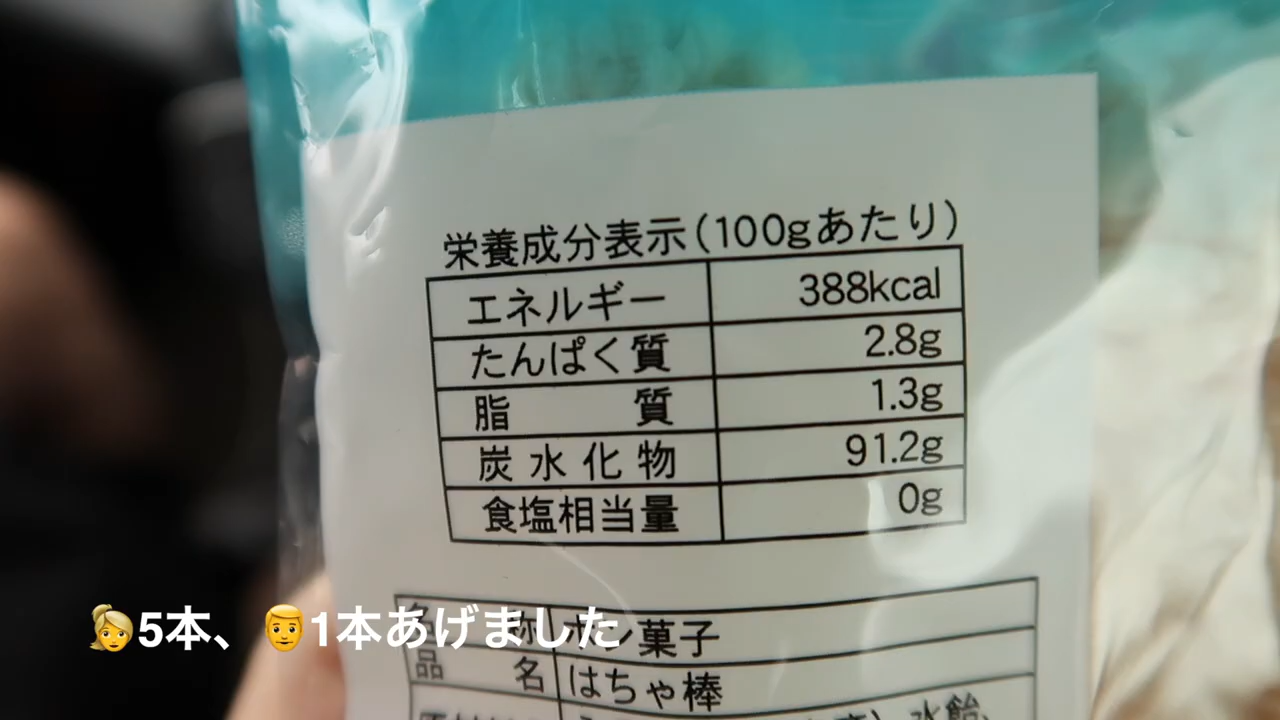 栄養成分表示(100gあたり)
エネルギー 388kcal
たんぱく質 2.8g
脂質 1.3g
炭水化物 91.2g
食塩相当量 0g
👱‍♀️5本、👨1本あげました
菓子
品名 はちゃ棒
水飴、